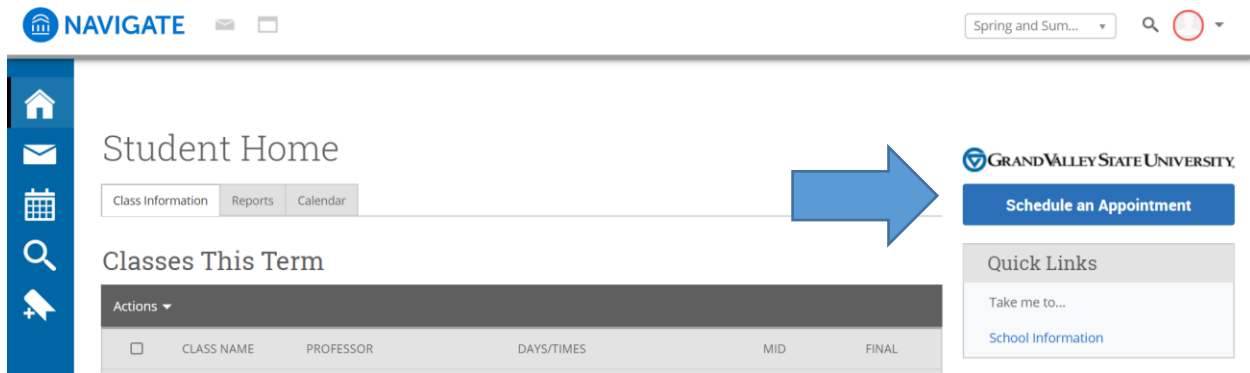 NAVIGATE
Spring and Sum...
Student Home
Class Information Reports Calendar
Classes This Term
Actions
CLASS NAME PROFESSOR DAYS/TIMES MID FINAL
GRAND VALLEY STATE UNIVERSITY
Schedule an Appointment
Quick Links
Take me to...
School Information